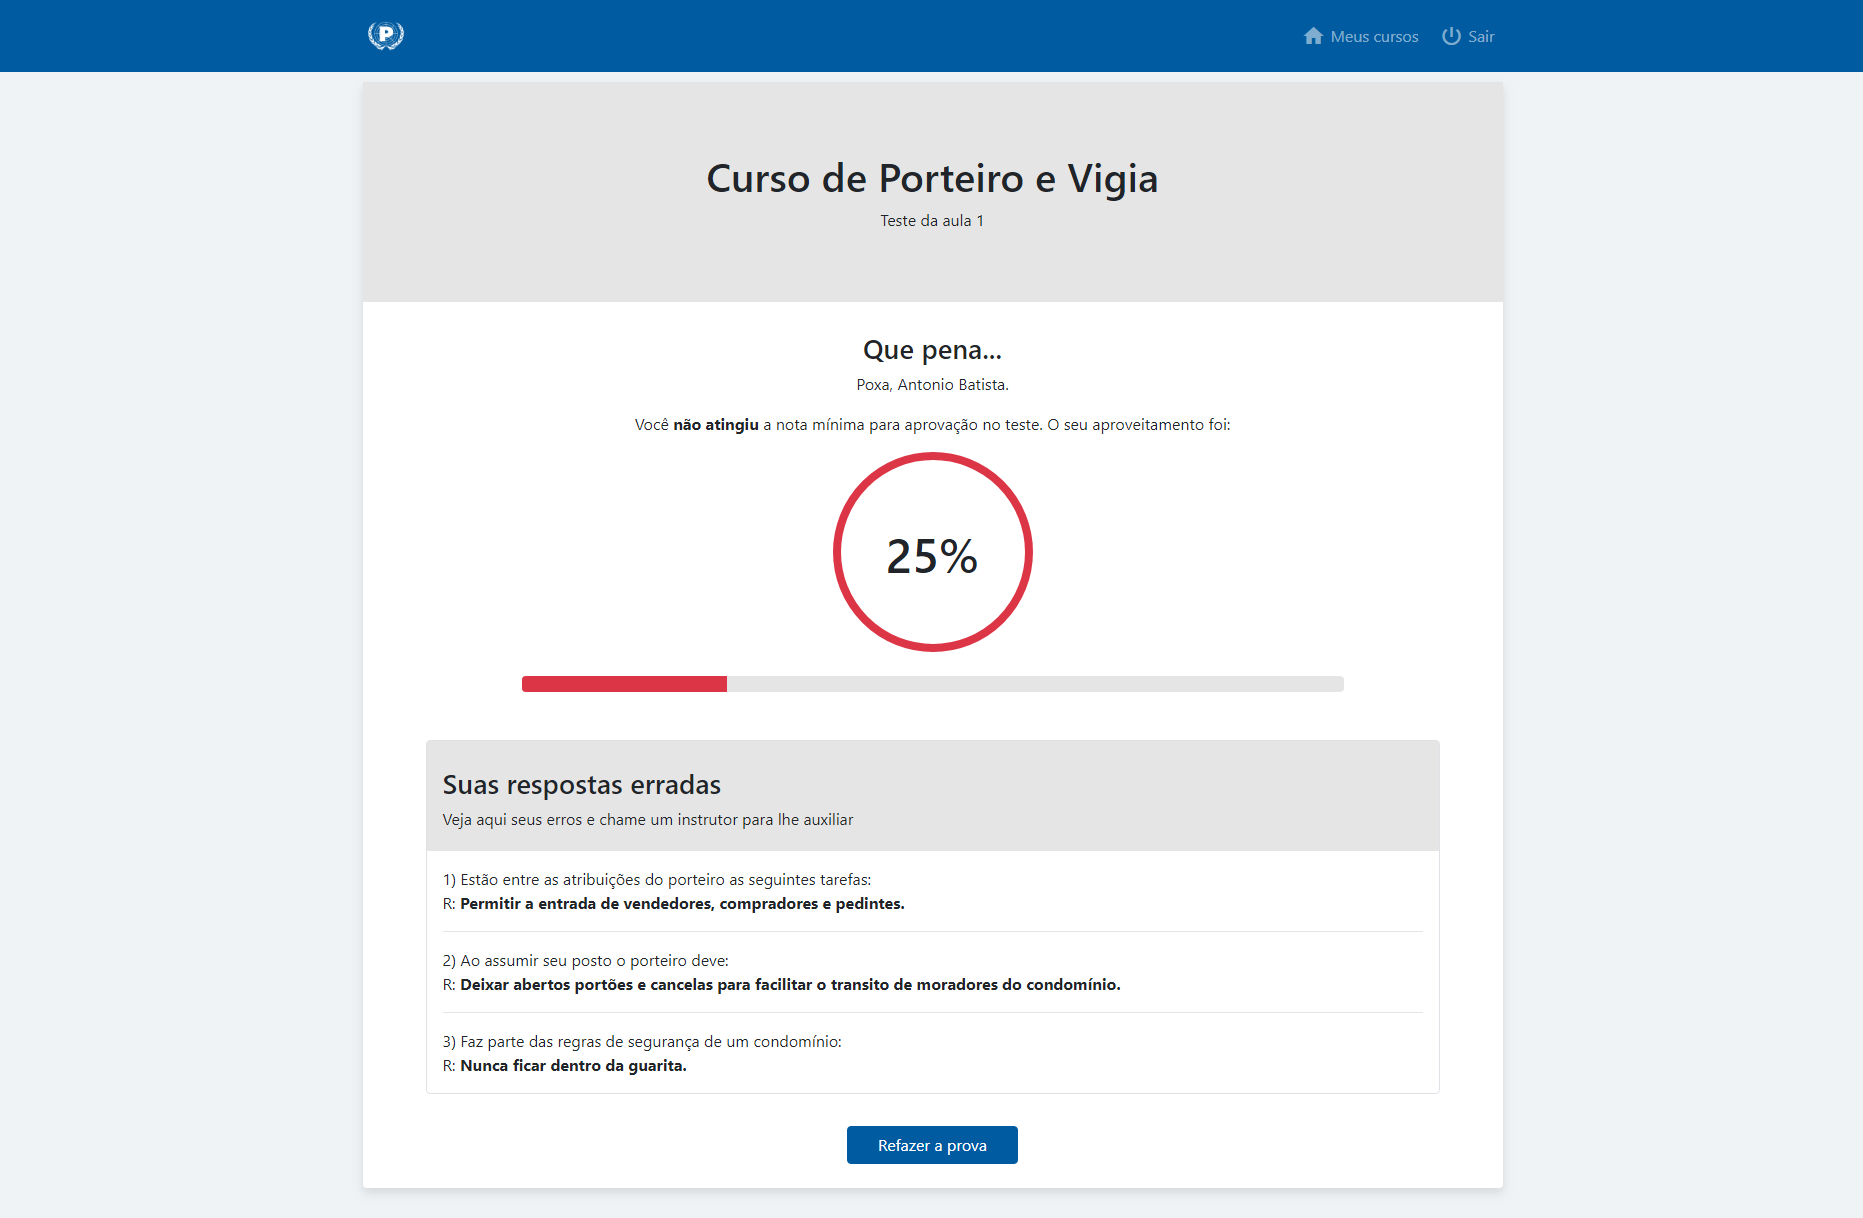 P
Meus cursos
Sair
Curso de Porteiro e Vigia
Teste da aula 1
Que pena...
Poxa, Antonio Batista.
Você não atingiu a nota mínima para aprovação no teste. O seu aproveitamento foi:
25%
Suas respostas erradas
Veja aqui seus erros e chame um instrutor para lhe auxiliar
1) Estão entre as atribuições do porteiro as seguintes tarefas:
R: Permitir a entrada de vendedores, compradores e pedintes.
2) Ao assumir seu posto o porteiro deve:
R: Deixar abertos portões e cancelas para facilitar o transito de moradores do condomínio.
3) Faz parte das regras de segurança de um condomínio:
R: Nunca ficar dentro da guarita.
Refazer a prova